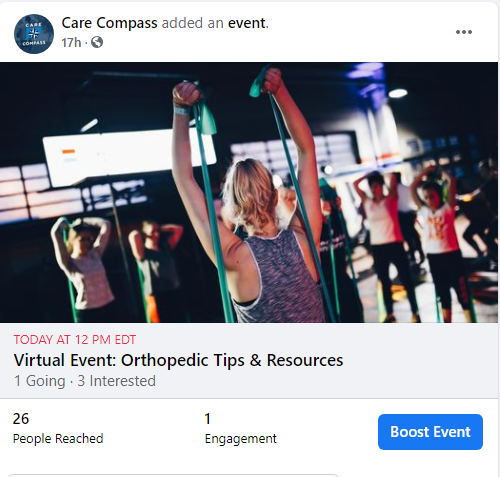 CARE
COMPASS
Care Compass added an event.
17h ·
TODAY AT 12 PM EDT
Virtual Event: Orthopedic Tips & Resources
1 Going · 3 Interested
26
People Reached
1
Engagement
Boost Event